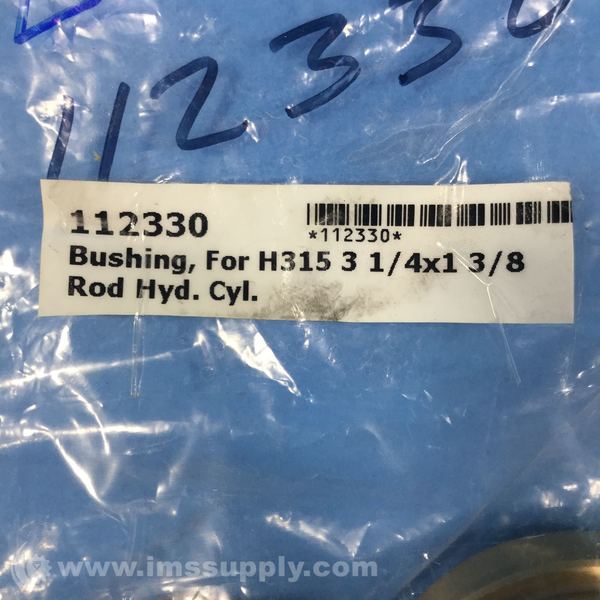 112330
112330
*112330*
Bushing, For H315 3 1/4x1 3/8
Rod Hyd. Cyl.
www.imssupply.com